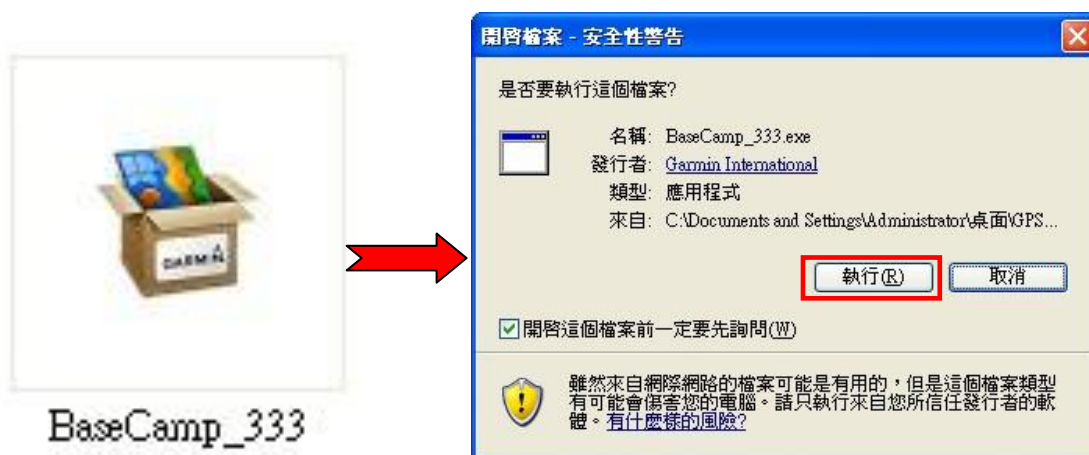 GARMIN
BaseCamp_333
開啓檔案 - 安全性警告
是否要執行這個檔案?
名稱: BaseCamp_333.exe
發行者: Garmin International
類型: 應用程式
來自: C:\Documents and Settings\Administrator\桌面\GPS...
執行(R)
取消
開啓這個檔案前一定要先詢問(W)
雖然來自網際網路的檔案可能是有用的，但是這個檔案類型
有可能會傷害您的電腦。請只執行來自您所信任發行者的軟
體。有什麼樣的風險?